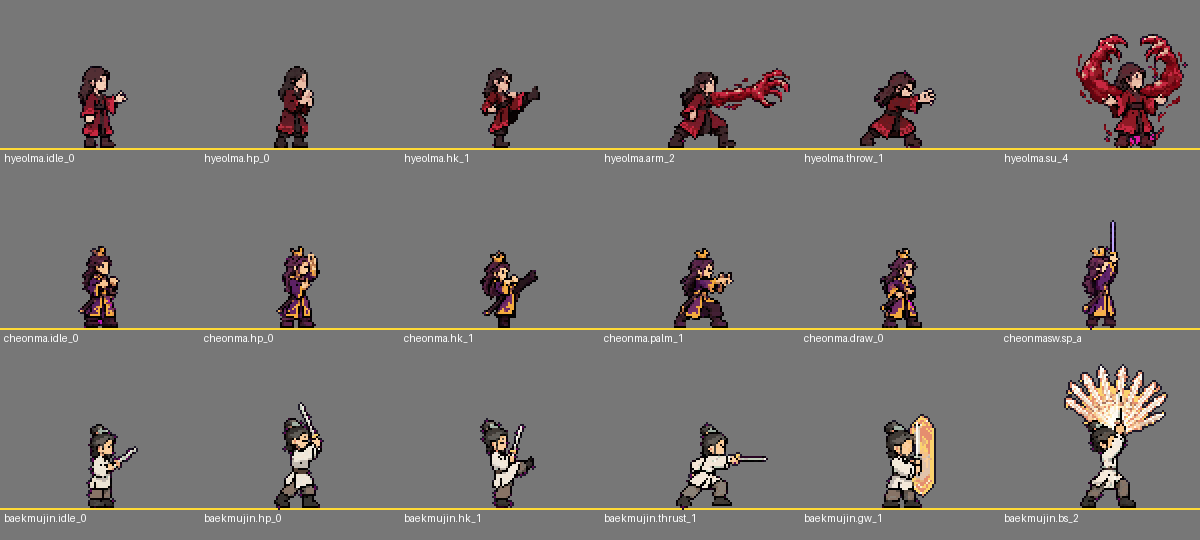 hyeolma.idle_0
hyeolma.hp_0
hyeolma.hk_1
hyeolma.arm_2
hyeolma.throw_1
hyeolma.su_4
cheonma.idle_0
cheonma.hp_0
cheonma.hk_1
cheonma.palm_1
cheonma.draw_0
cheonmasw.sp_a
baekmujin.idle_0
baekmujin.hp_0
baekmujin.hk_1
baekmujin.thrust_1
baekmujin.gw_1
baekmujin.bs_2